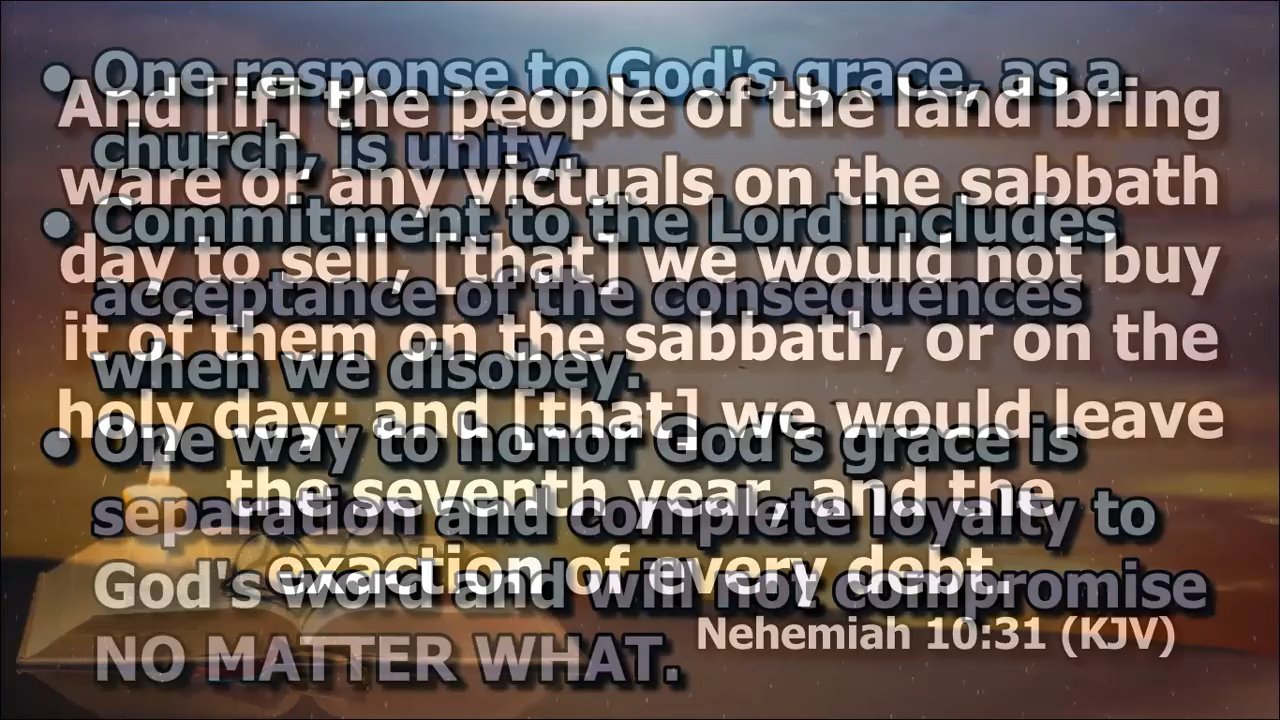 • One response to God's grace, as a
church, is unity.
• Commitment to the Lord includes
acceptance of the consequences
when we disobey.
• One way to honor God's grace is
separation and complete loyalty to
God's word and will not compromise
NO MATTER WHAT.
And [if] the people of the land bring
ware or any victuals on the sabbath
day to sell, [that] we would not buy
it of them on the sabbath, or on the
holy day: and [that] we would leave
the seventh year, and the
exaction of every debt.
Nehemiah 10:31 (KJV)